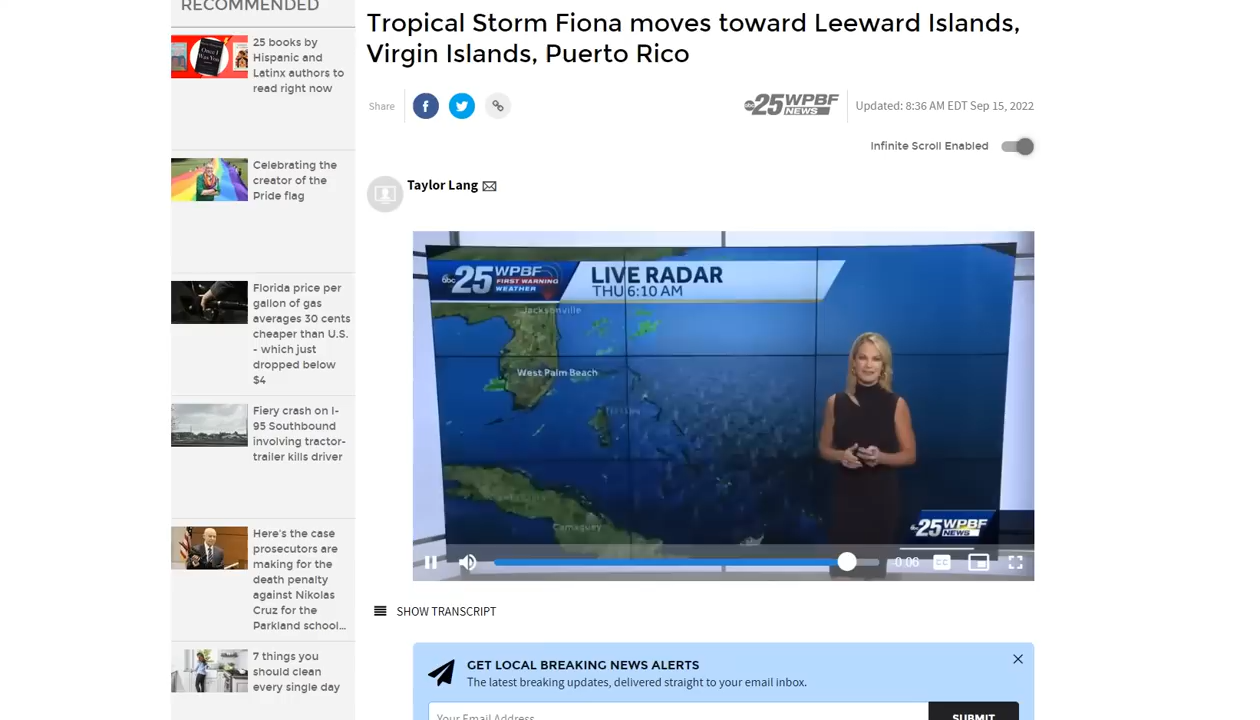 RECOMMENDED
25 books by
Hispanic and
Latinx authors to
read right now
Celebrating the
creator of the
Pride flag
Florida price per
gallon of gas
averages 30 cents
cheaper than U.S.
- which just
dropped below
$4
Fiery crash on I-
95 Southbound
involving tractor-
trailer kills driver
Here's the case
prosecutors are
making for the
death penalty
against Nikolas
Cruz for the
Parkland school...
7 things you
should clean
every single day
Tropical Storm Fiona moves toward Leeward Islands,
Virgin Islands, Puerto Rico
Share
abc 25 WPBF NEWS
Updated: 8:36 AM EDT Sep 15, 2022
Infinite Scroll Enabled
Taylor Lang
abc 25 WPBF
FIRST WARNING
WEATHER
LIVE RADAR
THU 6:10 AM
Jacksonville
West Palm Beach
Camaguey
abc 25 WPBF NEWS
0:06
CC
SHOW TRANSCRIPT
GET LOCAL BREAKING NEWS ALERTS
The latest breaking updates, delivered straight to your email inbox.
Your Email Address
SUBMIT